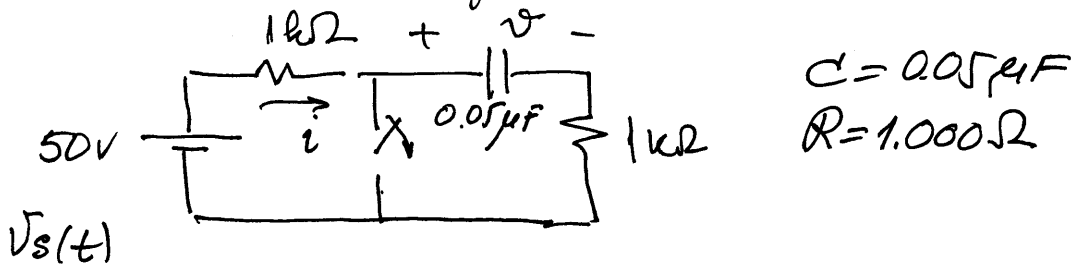 1kΩ + v −
C = 0.05μF
50V i 0.05μF 1kΩ R = 1.000Ω
Vs(t)